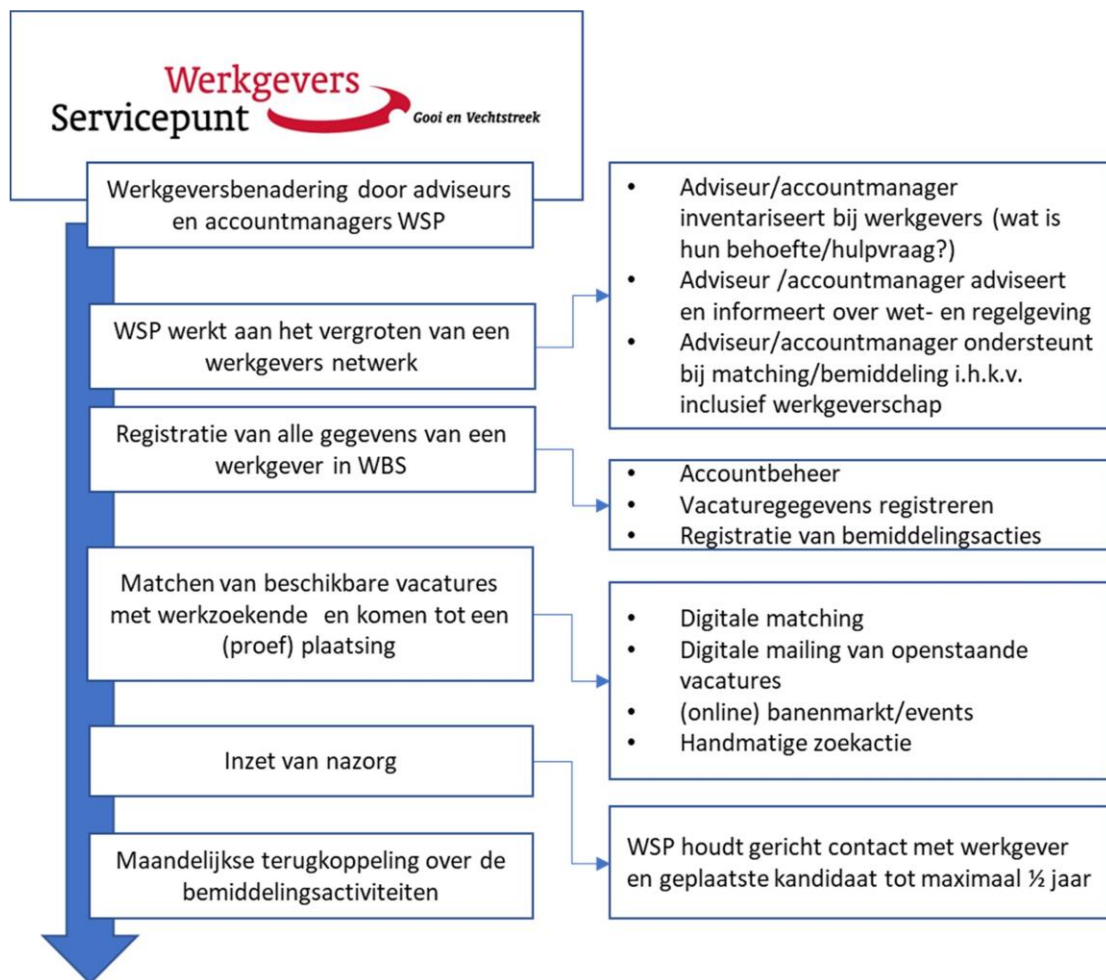 Werkgevers
Servicepunt
Gooi en Vechtstreek
Werkgeversbenadering door adviseurs
en accountmanagers WSP
WSP werkt aan het vergroten van een
werkgevers netwerk
• Adviseur/accountmanager
inventariseert bij werkgevers (wat is
hun behoefte/hulpvraag?)
• Adviseur /accountmanager adviseert
en informeert over wet- en regelgeving
• Adviseur/accountmanager ondersteunt
bij matching/bemiddeling i.h.k.v.
inclusief werkgeverschap
Registratie van alle gegevens van een
werkgever in WBS
• Accountbeheer
• Vacaturegegevens registreren
• Registratie van bemiddelingsacties
Matchen van beschikbare vacatures
met werkzoekende en komen tot een
(proef) plaatsing
• Digitale matching
• Digitale mailing van openstaande
vacatures
• (online) banenmarkt/events
• Handmatige zoekactie
Inzet van nazorg
WSP houdt gericht contact met werkgever
en geplaatste kandidaat tot maximaal ½ jaar
Maandelijkse terugkoppeling over de
bemiddelingsactiviteiten